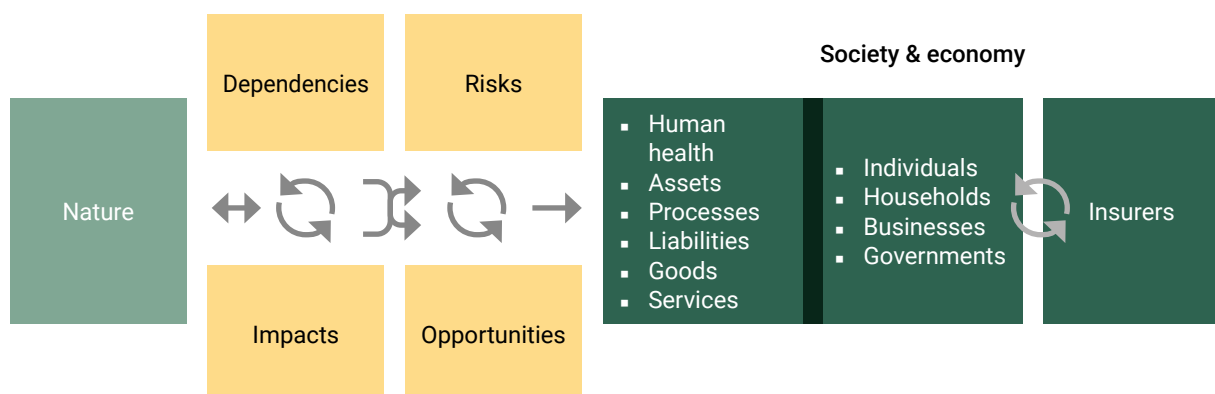 Nature
Dependencies
Risks
Impacts
Opportunities
Society & economy
▪ Human
health
▪ Assets
▪ Processes
▪ Liabilities
▪ Goods
▪ Services
▪ Individuals
▪ Households
▪ Businesses
▪ Governments
Insurers